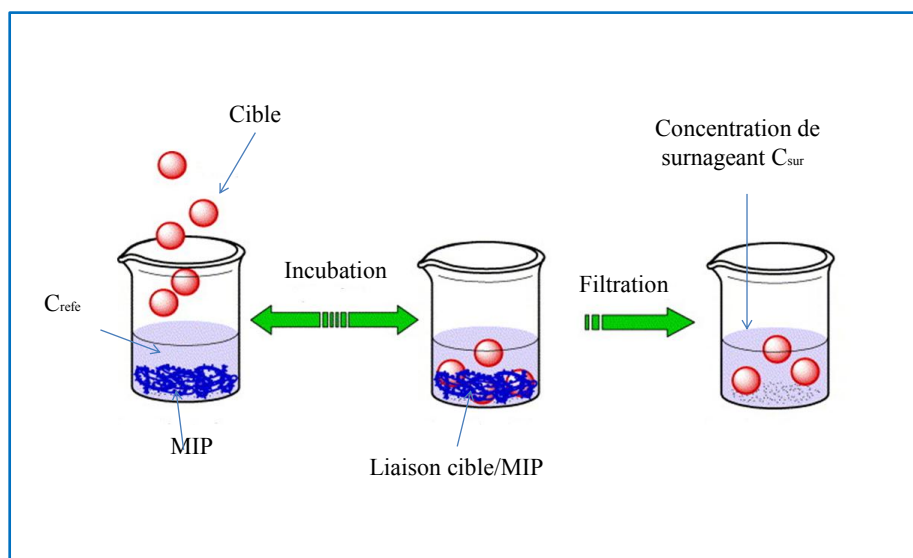 Cible
Concentration de
surnageant Csur
Incubation
Filtration
Crefe
MIP
Liaison cible/MIP